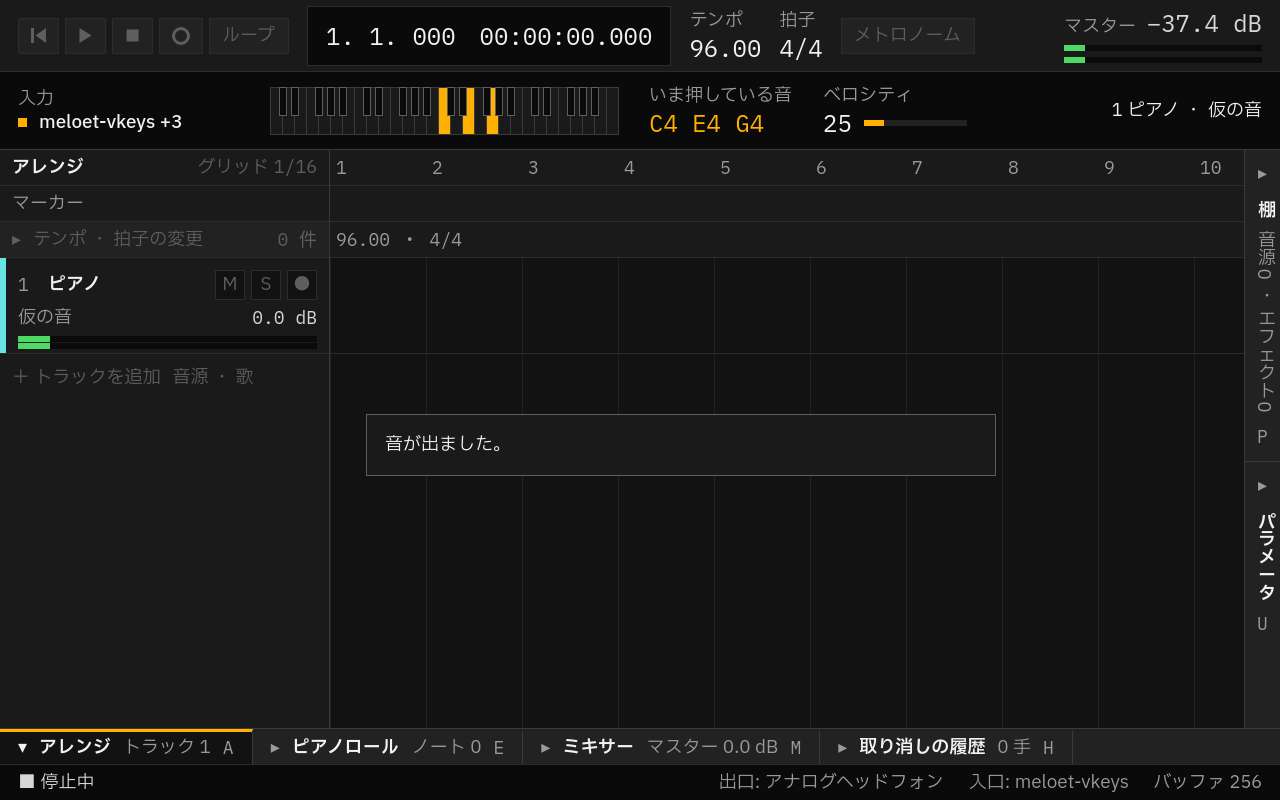 ループ
1. 1. 000 00:00:00.000
テンポ 拍子
96.00 4/4
メトロノーム
マスター -37.4 dB
入力
meloet-vkeys +3
いま押している音 ベロシティ
C4 E4 G4 25
1 ピアノ · 仮の音
アレンジ グリッド 1/16
1 2 3 4 5 6 7 8 9 10
マーカー
▶ テンポ · 拍子の変更 0 件
96.00 · 4/4
1 ピアノ M S
仮の音 0.0 dB
＋ トラックを追加 音源 · 歌
音が出ました。
▶ 棚 音源 0 · エフェクト 0 P
▶ パラメータ U
▼ アレンジ トラック 1 A
▶ ピアノロール ノート 0 E
▶ ミキサー マスター 0.0 dB M
▶ 取り消しの履歴 0 手 H
■ 停止中
出口: アナログヘッドフォン 入口: meloet-vkeys バッファ 256